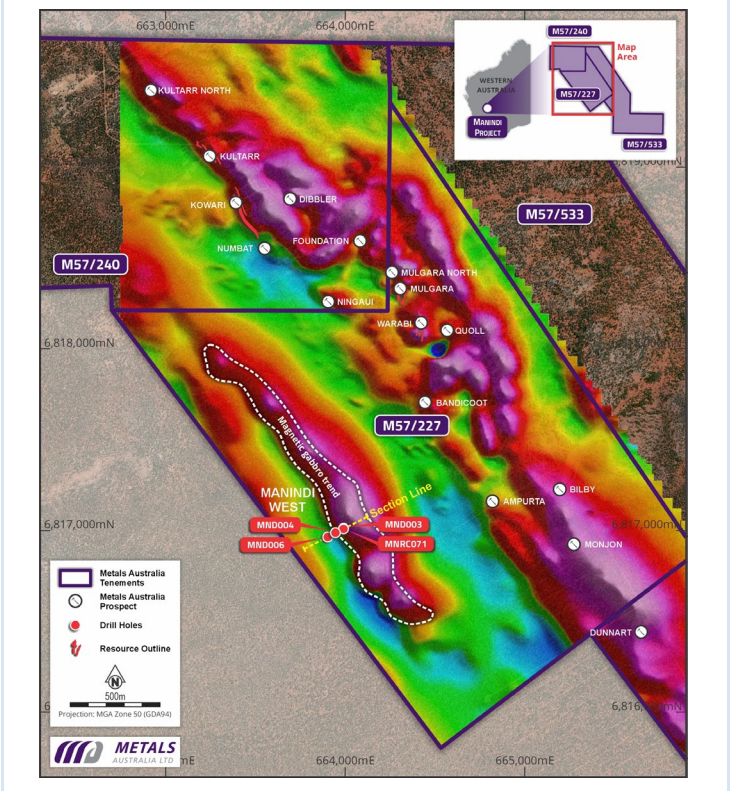 663,000mE
664,000mE
M57/240
Map
Area
WESTERN
AUSTRALIA
M57/227
MANINDI
PROJECT
M57/533
KULTARR NORTH
KULTARR
DIBBLER
KOWARI
NUMBAT
FOUNDATION
M57/533
M57/240
MULGARA NORTH
MULGARA
NINGAUI
WARABI
QUOLL
6,818,000mN
BANDICOOT
M57/227
Magnetic gabbro trend
MANINDI
WEST
Section Line
AMPURTA
BILBY
6,817,000mN
6,817,000mN
MND004
MND003
MND006
MNRC071
MONJON
DUNNART
Metals Australia
Tenements
Metals Australia
Prospect
Drill Holes
Resource Outline
N
500m
Projection: MGA Zone 50 (GDA94)
METALS
AUSTRALIA LTD
664,000mE
665,000mE